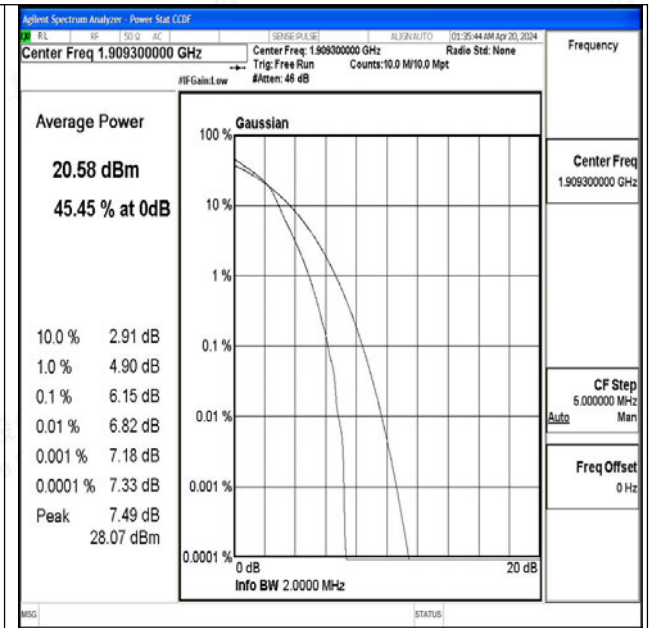 Agilent Spectrum Analyzer - Power Stat CCDF
RL RF 50 Ω AC SENSE:PULSE ALIGN AUTO 01:35:44 AM Apr 20, 2024
Center Freq 1.909300000 GHz
Center Freq: 1.909300000 GHz Radio Std: None
Trig: Free Run Counts:10.0 M/10.0 Mpt
#IFGain:Low #Atten: 46 dB
Frequency
Average Power
20.58 dBm
45.45 % at 0dB
10.0 % 2.91 dB
1.0 % 4.90 dB
0.1 % 6.15 dB
0.01 % 6.82 dB
0.001 % 7.18 dB
0.0001 % 7.33 dB
Peak 7.49 dB
28.07 dBm
Gaussian
100 %
10 %
1 %
0.1 %
0.01 %
0.001 %
0.0001 %
0 dB 20 dB
Info BW 2.0000 MHz
Center Freq
1.909300000 GHz
CF Step
5.000000 MHz
Auto Man
Freq Offset
0 Hz
MSG STATUS